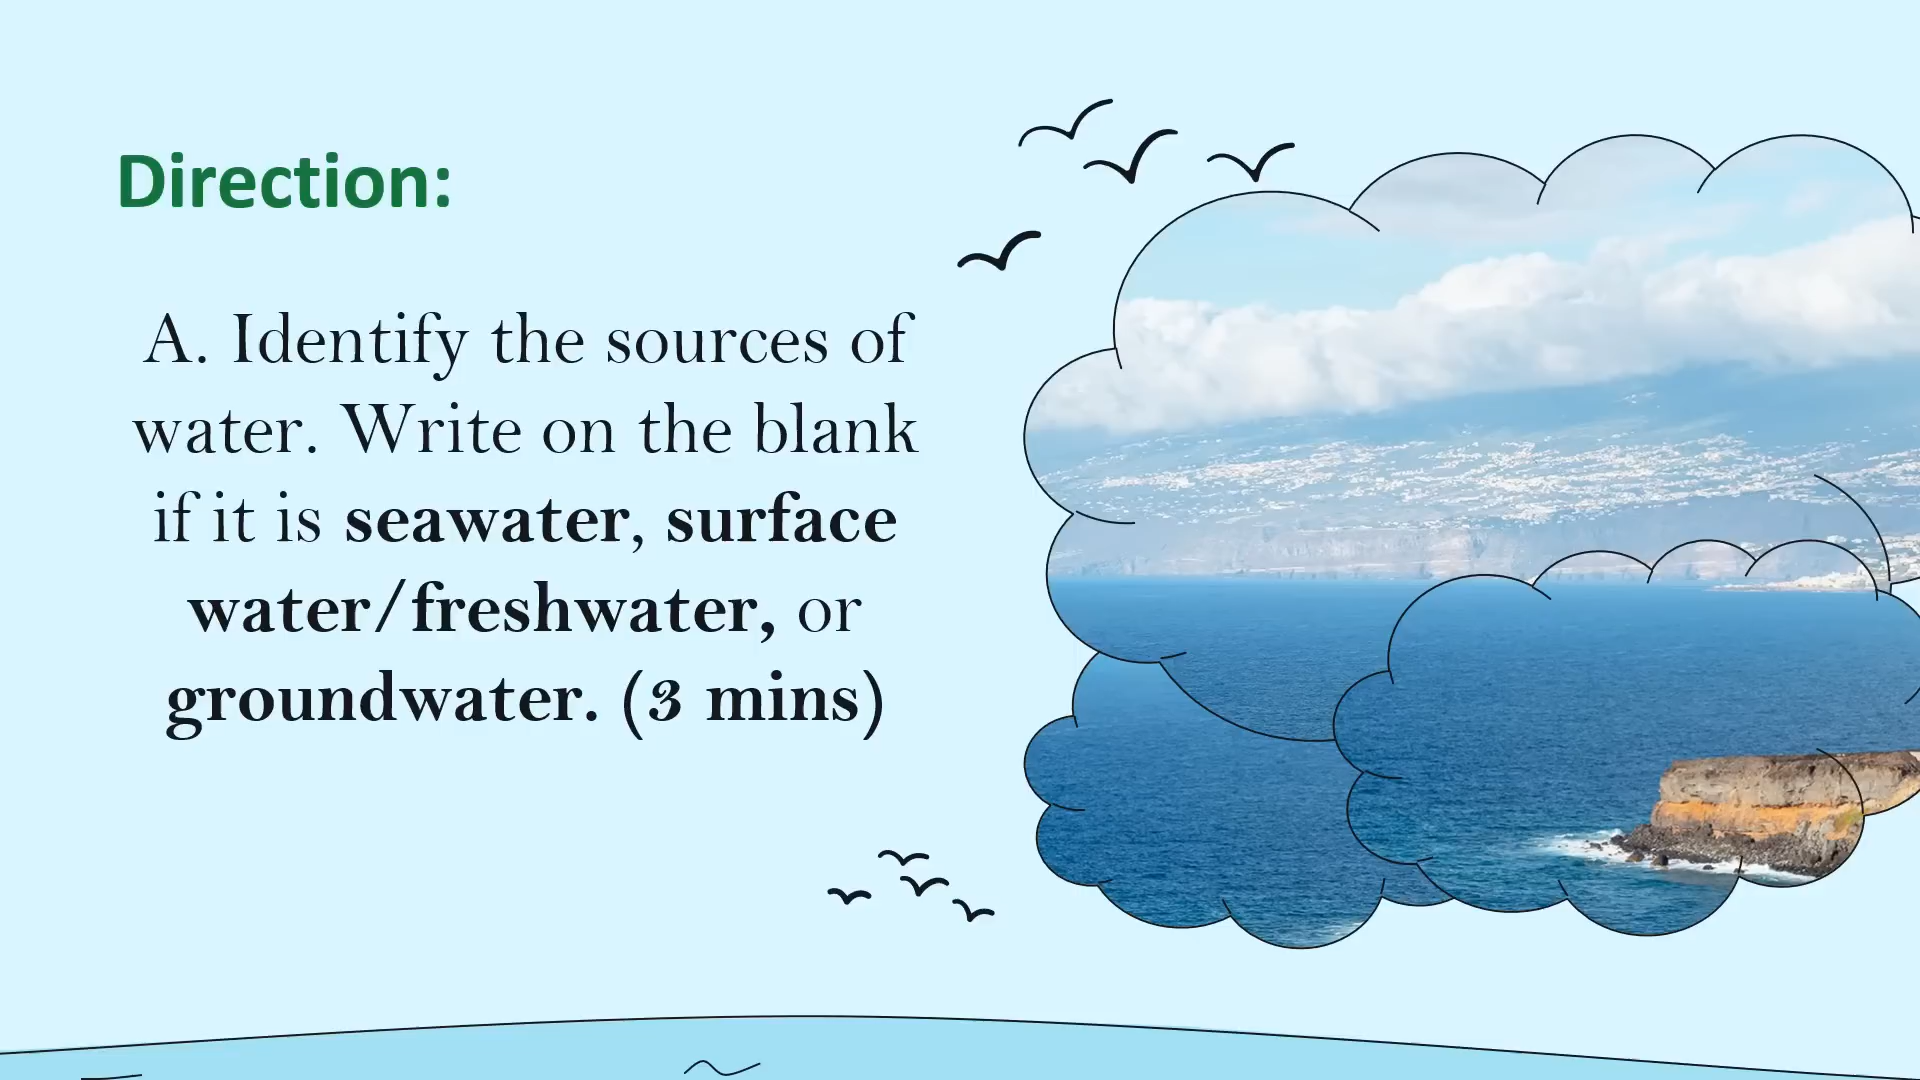 Direction:
A. Identify the sources of
water. Write on the blank
if it is seawater, surface
water/freshwater, or
groundwater. (3 mins)